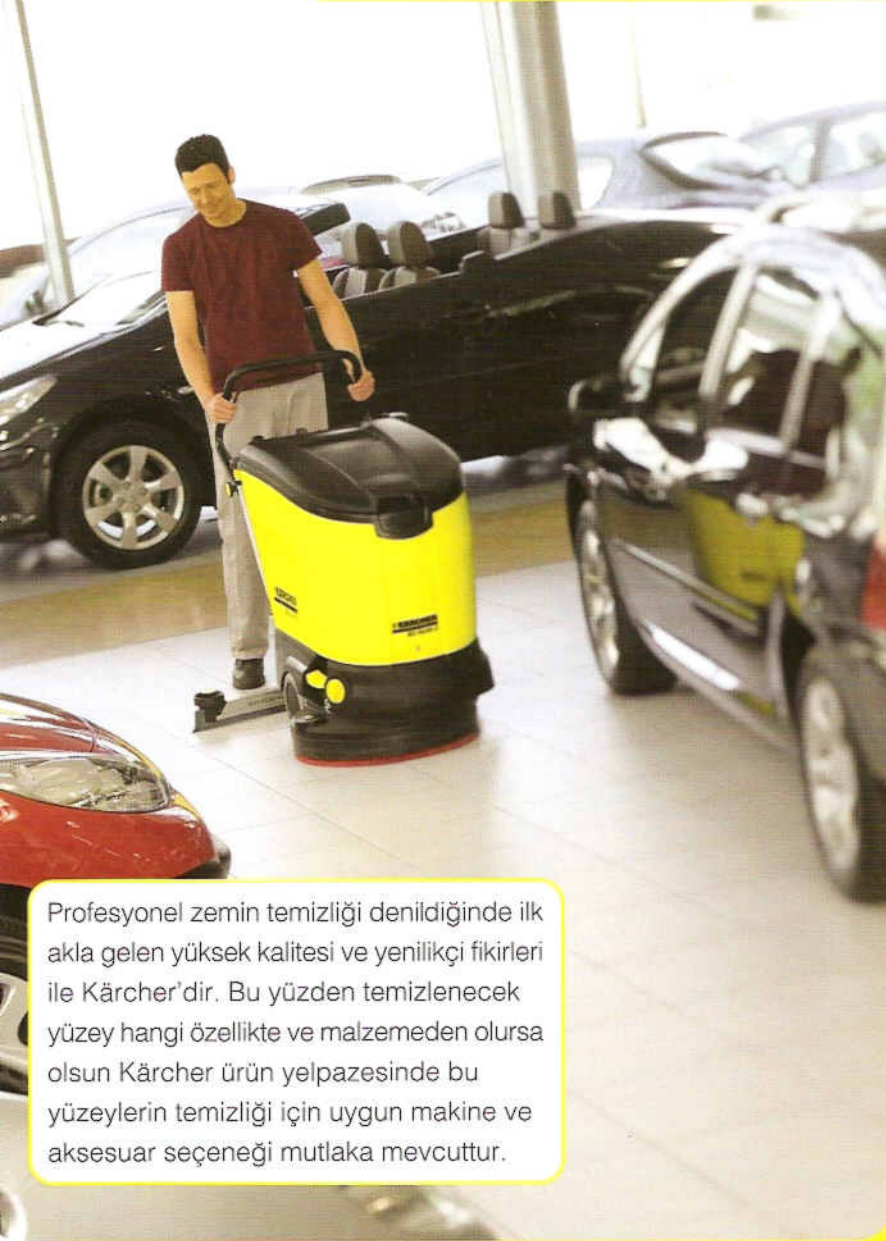 KÄRCHER
KÄRCHER
Profesyonel zemin temizliği denildiğinde ilk
akla gelen yüksek kalitesi ve yenilikçi fikirleri
ile Kärcher'dir. Bu yüzden temizlenecek
yüzey hangi özellikte ve malzemeden olursa
olsun Kärcher ürün yelpazesinde bu
yüzeylerin temizliği için uygun makine ve
aksesuar seçeneği mutlaka mevcuttur.